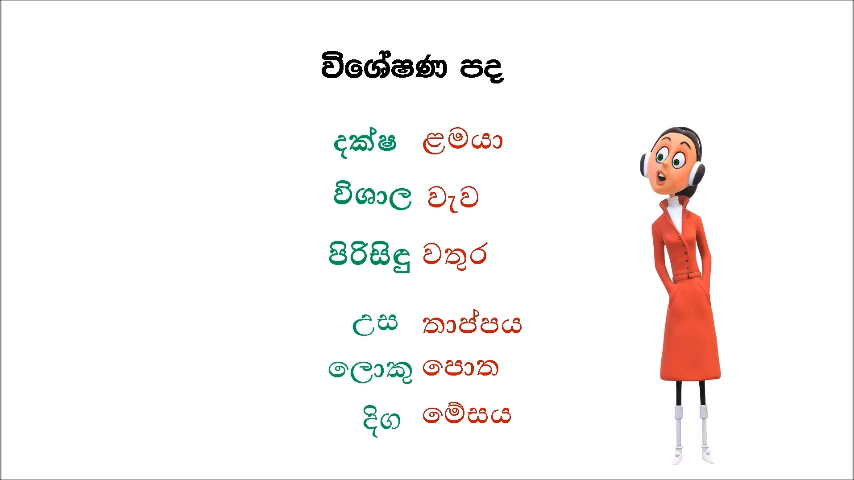 විශේෂණ පද
දක්ෂ ළමයා
විශාල වැව
පිරිසිඳු වතුර
උස තාප්පය
ලොකු පොත
දිග මේසය